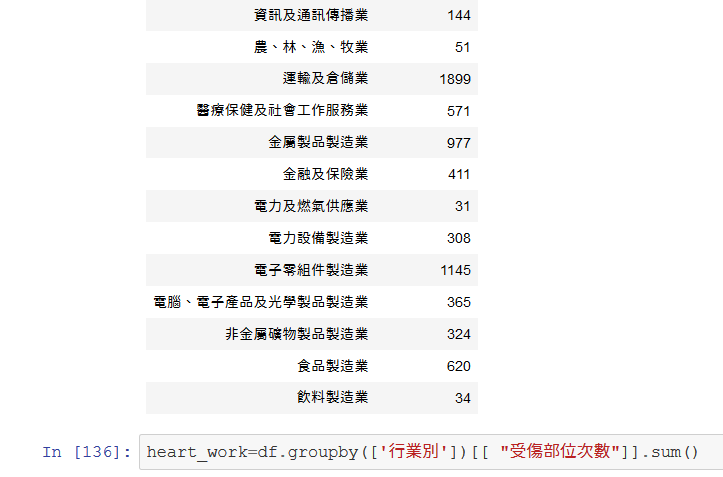 資訊及通訊傳播業 144
農、林、漁、牧業 51
運輸及倉儲業 1899
醫療保健及社會工作服務業 571
金屬製品製造業 977
金融及保險業 411
電力及燃氣供應業 31
電力設備製造業 308
電子零組件製造業 1145
電腦、電子產品及光學製品製造業 365
非金屬礦物製品製造業 324
食品製造業 620
飲料製造業 34
In [136]: heart_work=df.groupby(['行業別'])[[ "受傷部位次數"]].sum()